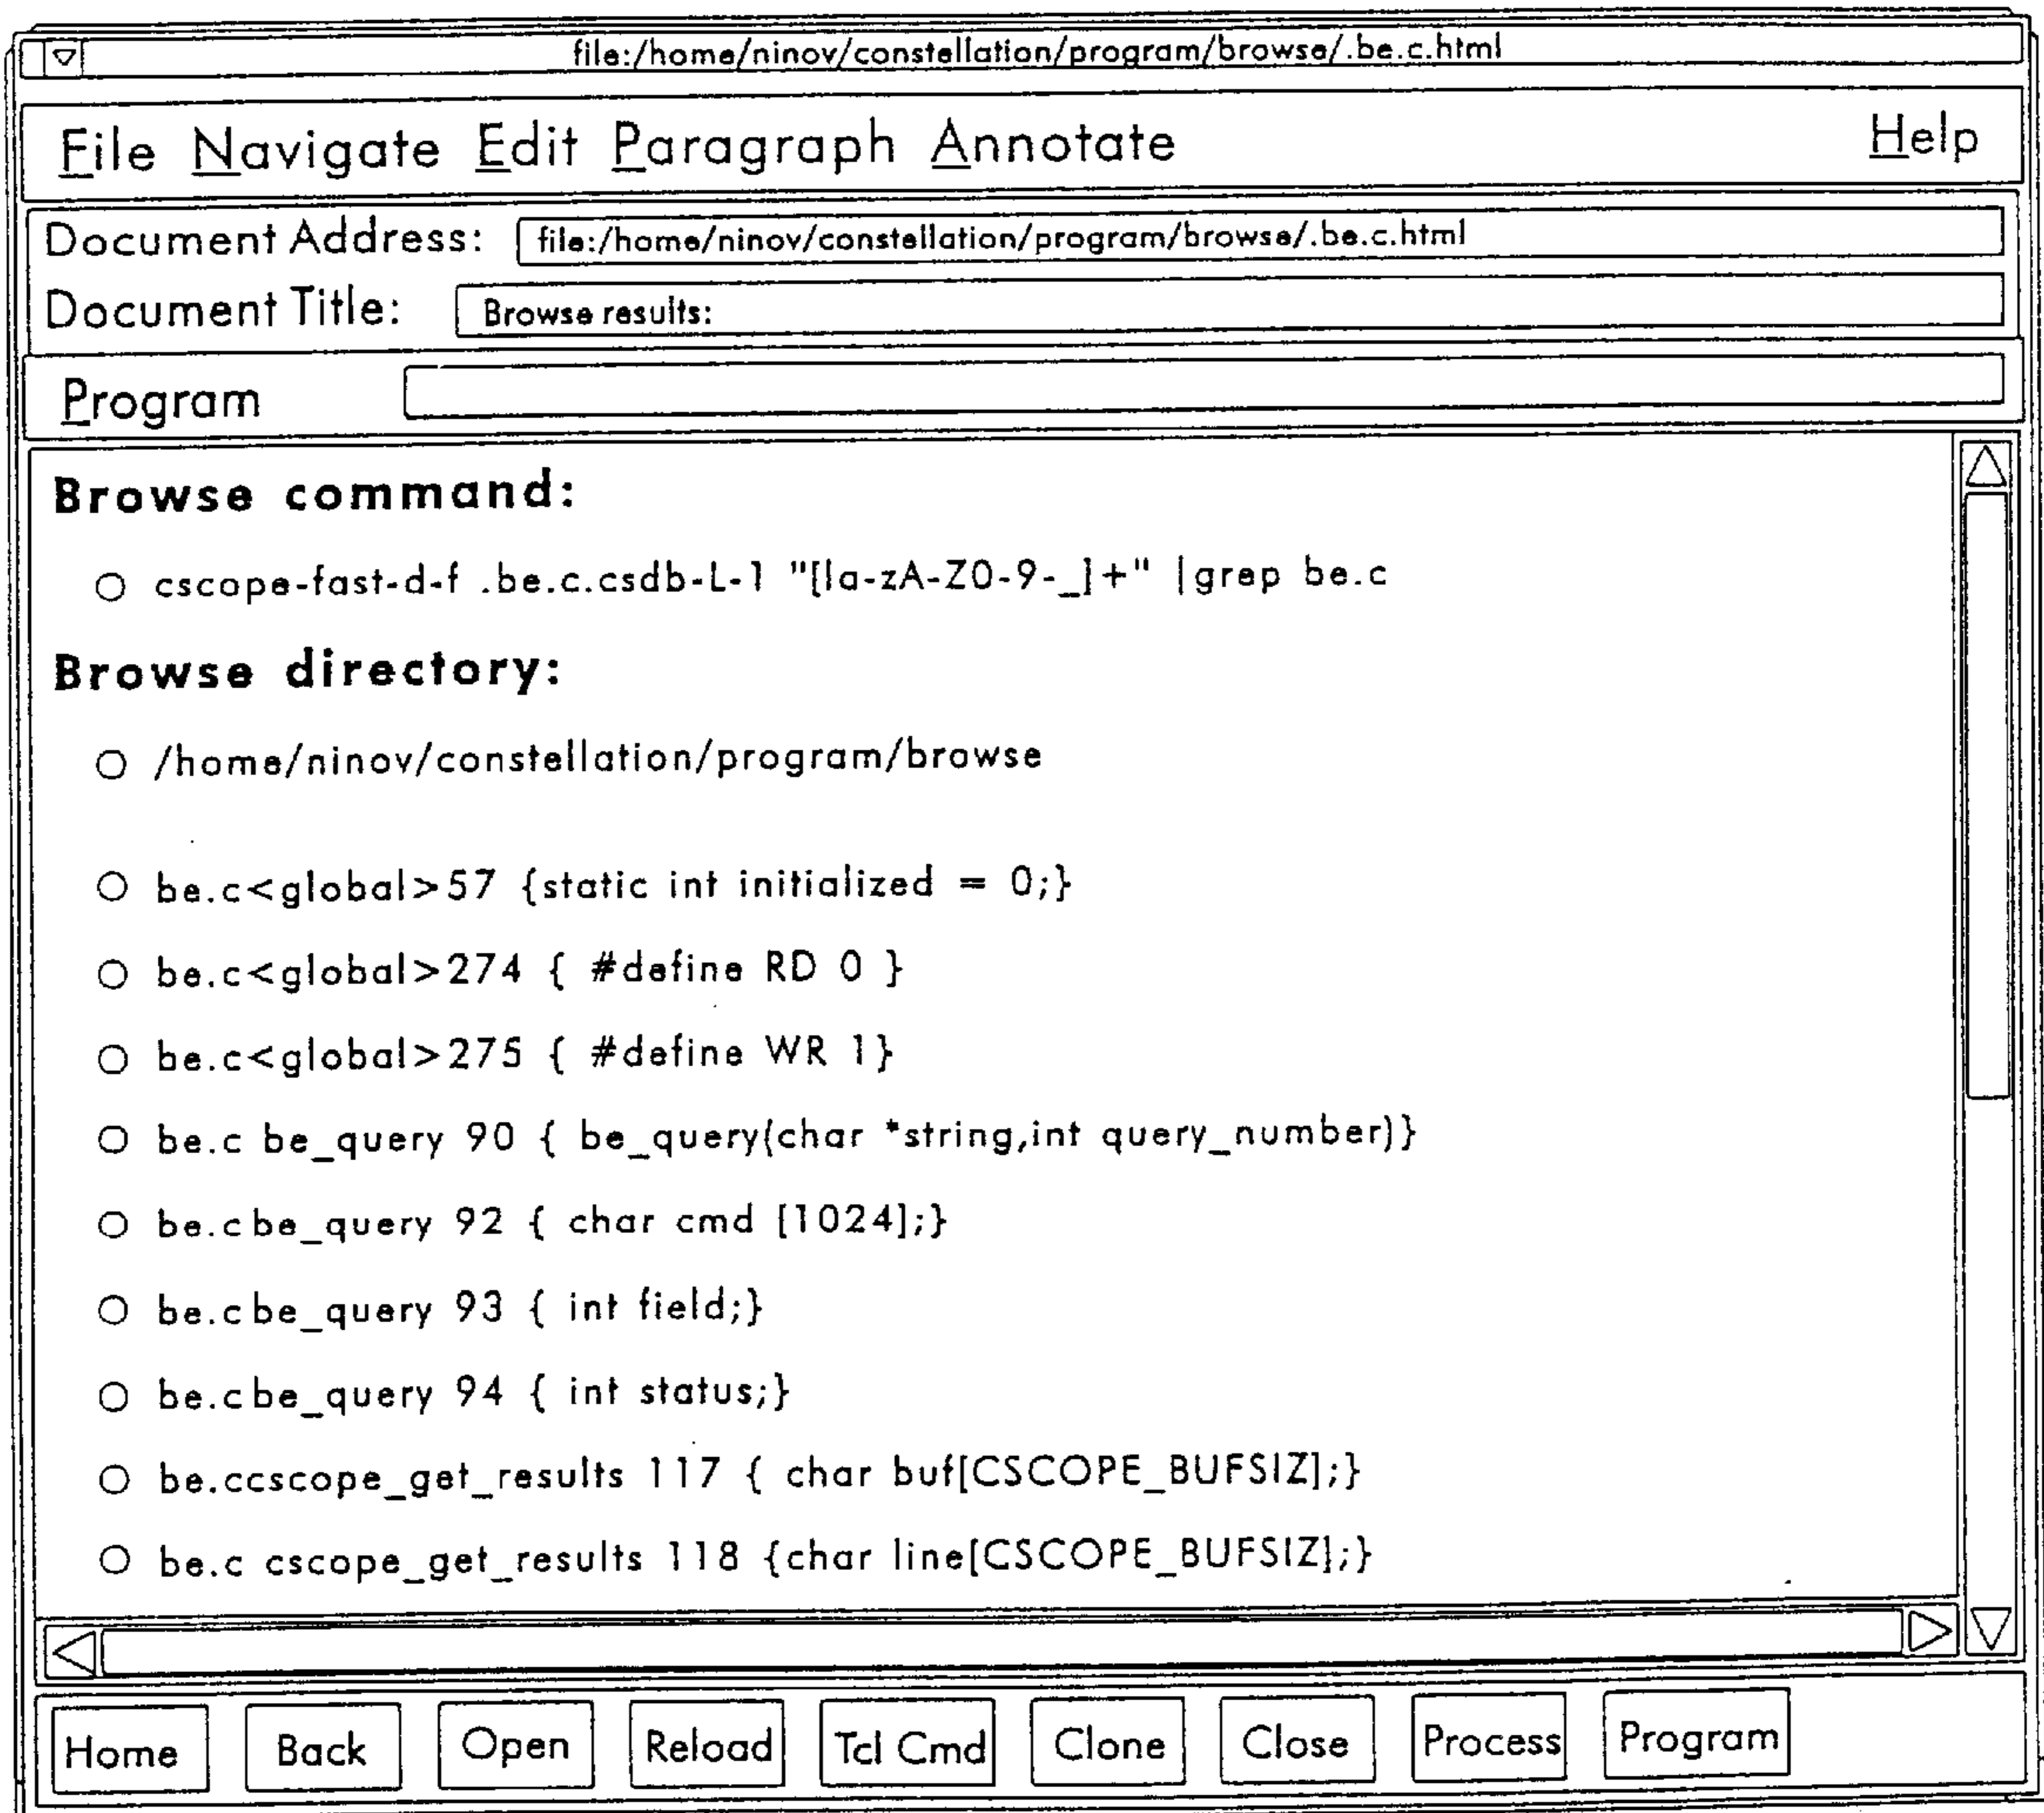 file:/home/ninov/constellation/program/browse/.be.c.html
File Navigate Edit Paragraph Annotate Help
Document Address: file:/home/ninov/constellation/program/browse/.be.c.html
Document Title: Browse results:
Program
Browse command:
cscope-fast-d-f .be.c.csdb-L-1 "[la-zA-Z0-9-_]+" |grep be.c
Browse directory:
/home/ninov/constellation/program/browse
be.c<global>57 {static int initialized = 0;}
be.c<global>274 { #define RD 0 }
be.c<global>275 { #define WR 1}
be.c be_query 90 { be_query(char *string,int query_number)}
be.c be_query 92 { char cmd [1024];}
be.c be_query 93 { int field;}
be.c be_query 94 { int status;}
be.ccscope_get_results 117 { char buf[CSCOPE_BUFSIZ];}
be.c cscope_get_results 118 {char line[CSCOPE_BUFSIZ];}
Home Back Open Reload Tcl Cmd Clone Close Process Program